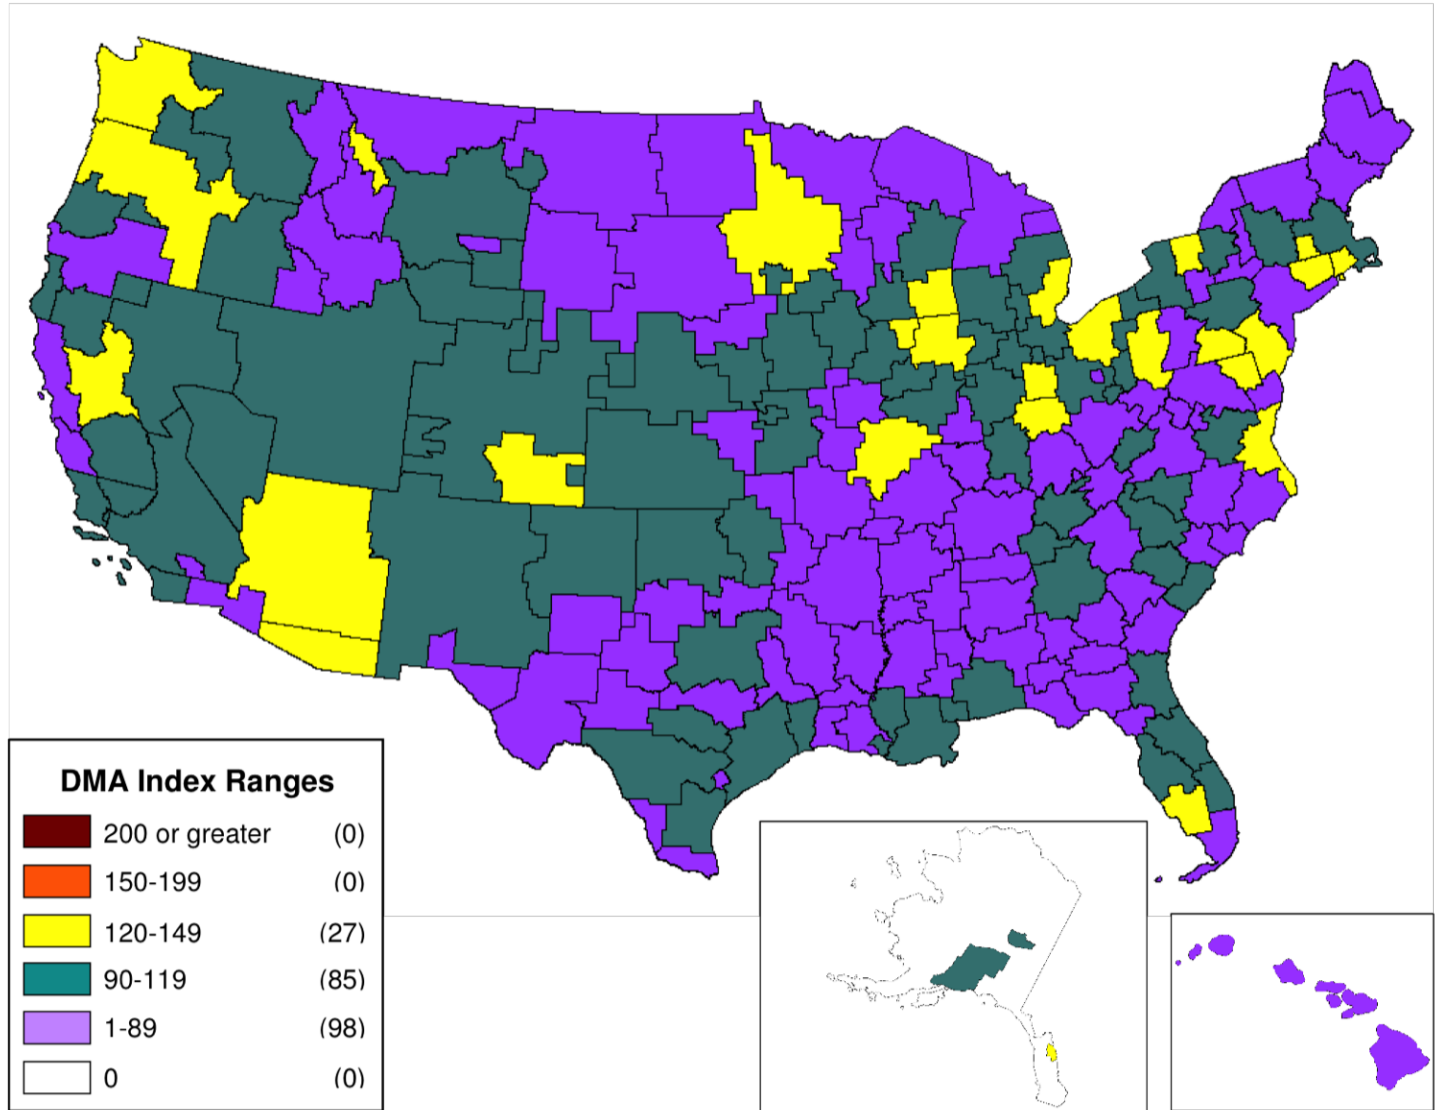 DMA Index Ranges
200 or greater (0)
150-199 (0)
120-149 (27)
90-119 (85)
1-89 (98)
0 (0)